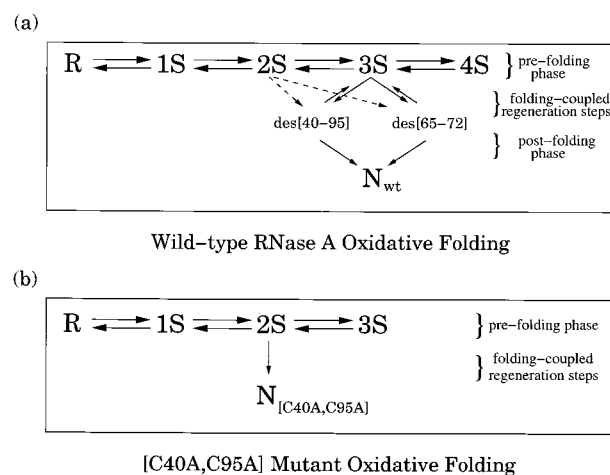 (a)
R 1S 2S 3S 4S } pre-folding phase
} folding-coupled regeneration steps
des[40-95] des[65-72]
} post-folding phase
Nwt
Wild-type RNase A Oxidative Folding
(b)
R 1S 2S 3S } pre-folding phase
} folding-coupled regeneration steps
N[C40A,C95A]
[C40A,C95A] Mutant Oxidative Folding